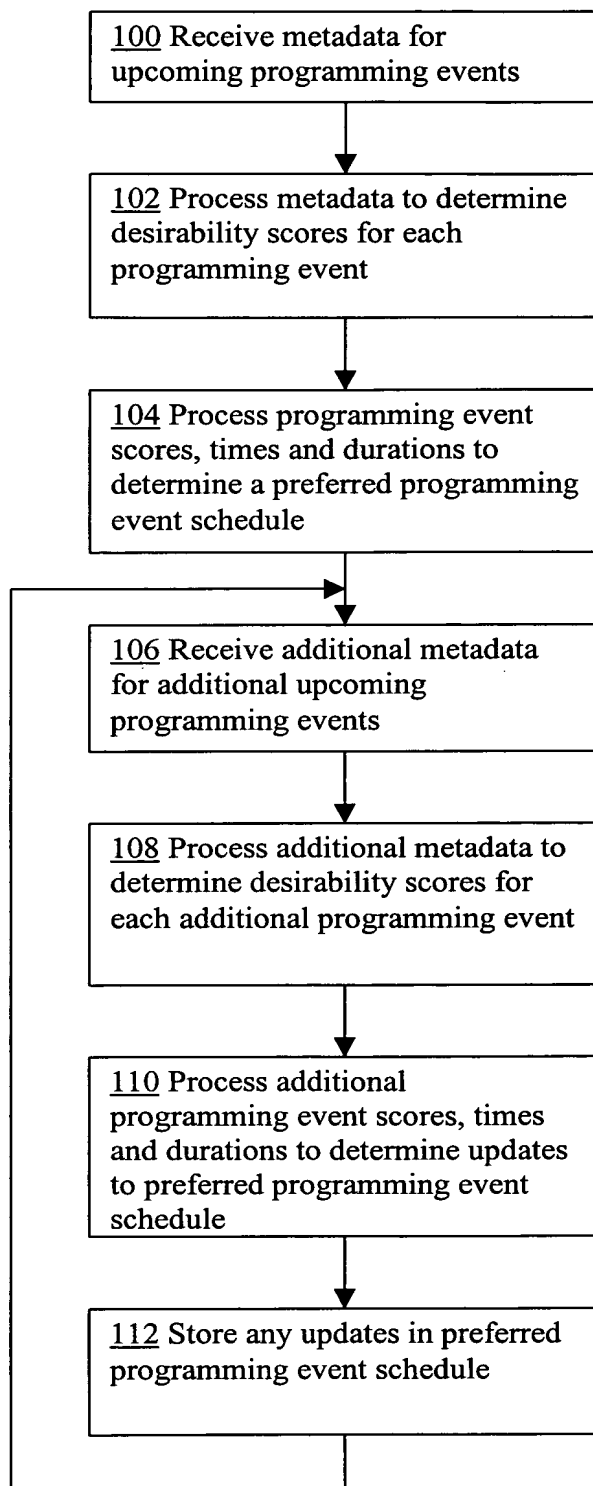 100 Receive metadata for
upcoming programming events
102 Process metadata to determine
desirability scores for each
programming event
104 Process programming event
scores, times and durations to
determine a preferred programming
event schedule
106 Receive additional metadata
for additional upcoming
programming events
108 Process additional metadata to
determine desirability scores for
each additional programming event
110 Process additional
programming event scores, times
and durations to determine updates
to preferred programming event
schedule
112 Store any updates in preferred
programming event schedule